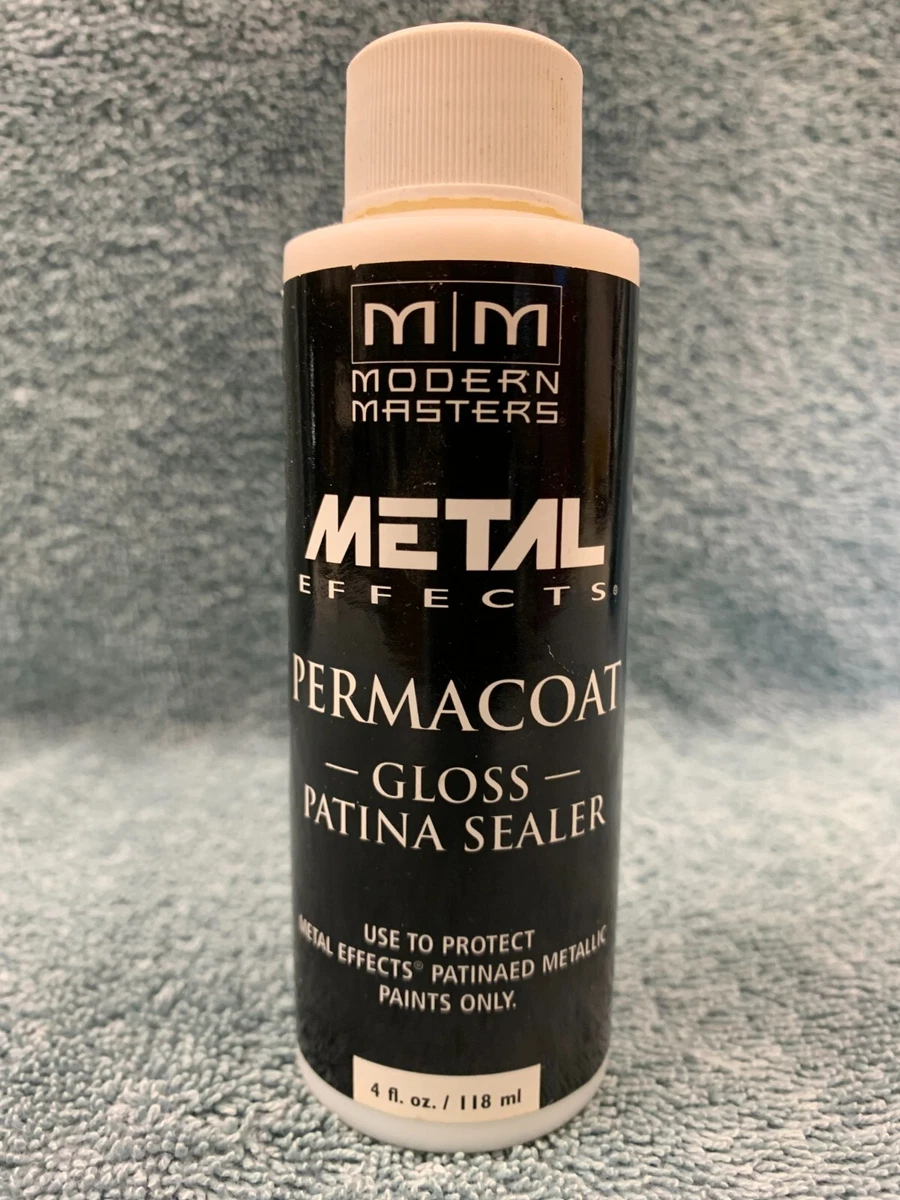 M|M
MODERN
MASTERS
METAL
EFFECTS®
PERMACOAT
— GLOSS —
PATINA SEALER
USE TO PROTECT
METAL EFFECTS® PATINAED METALLIC
PAINTS ONLY.
4 fl. oz. / 118 ml